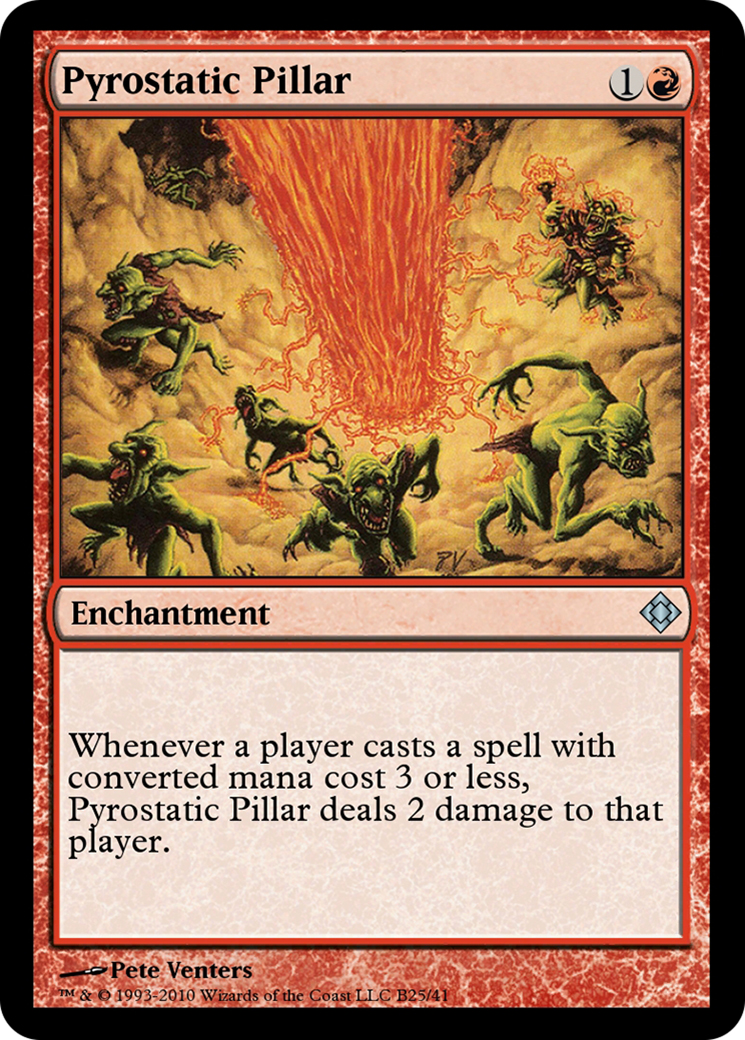 Pyrostatic Pillar 1
PV
Enchantment
Whenever a player casts a spell with
converted mana cost 3 or less,
Pyrostatic Pillar deals 2 damage to that
player.
Pete Venters
™ & © 1993-2010 Wizards of the Coast LLC B25/41